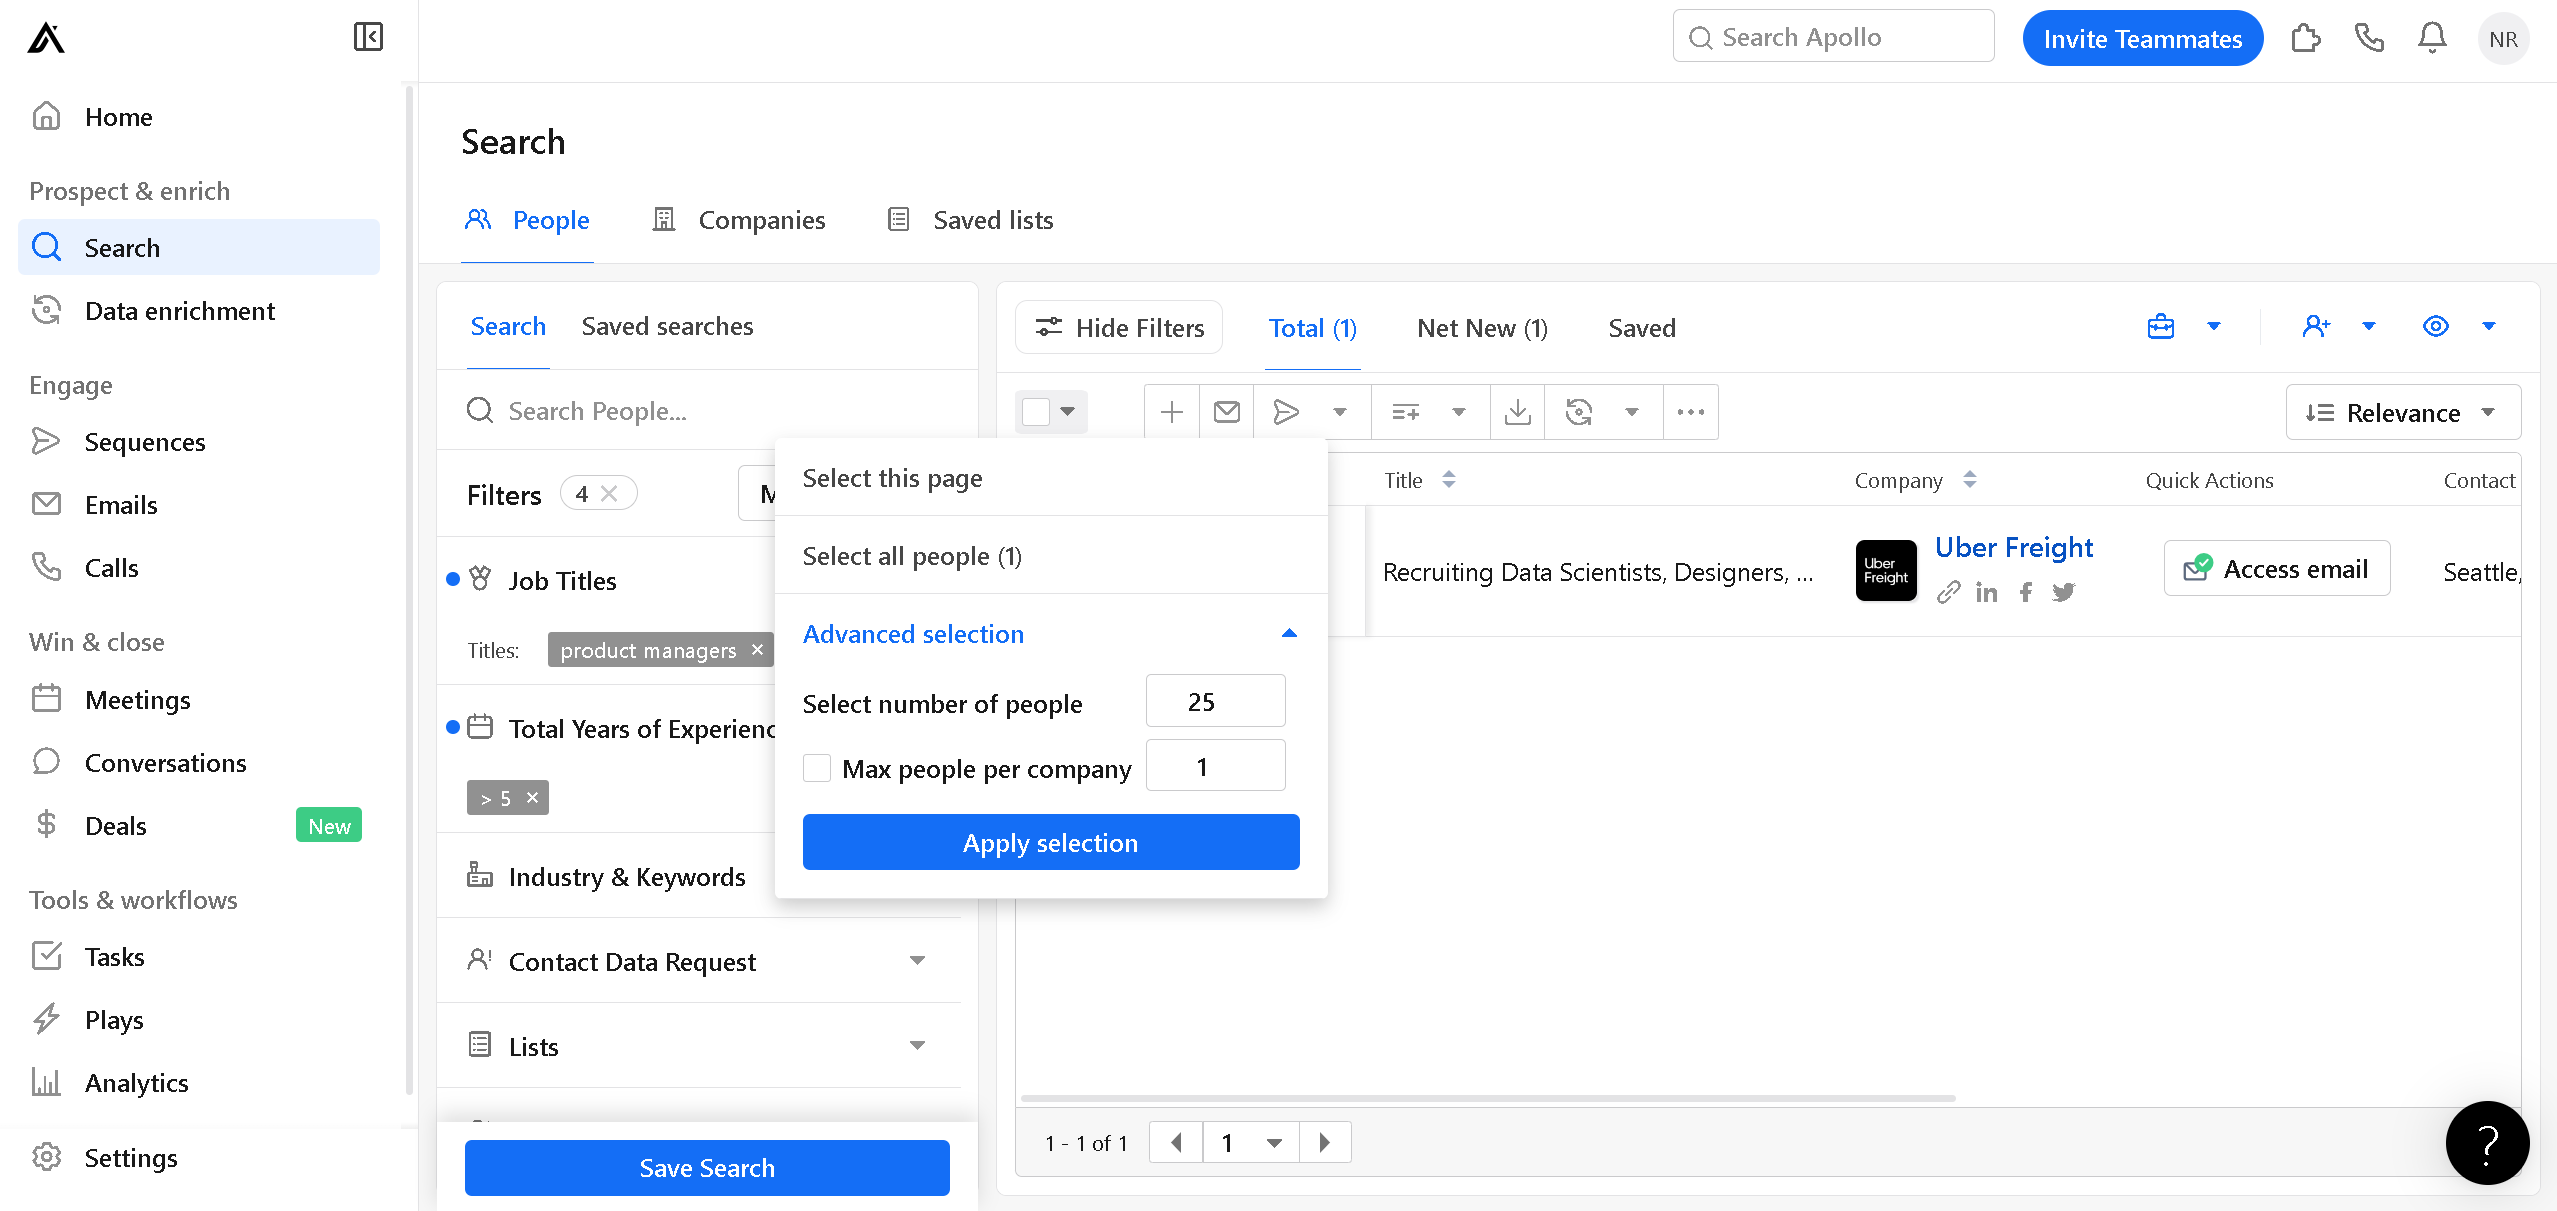 Search Apollo
Invite Teammates
NR
Home
Prospect & enrich
Search
Data enrichment
Engage
Sequences
Emails
Calls
Win & close
Meetings
Conversations
Deals
New
Tools & workflows
Tasks
Plays
Analytics
Settings
Search
People
Companies
Saved lists
Search
Saved searches
Search People...
Filters
4
Job Titles
Titles:
product managers
Total Years of Experienc
> 5
Industry & Keywords
Contact Data Request
Lists
Save Search
Hide Filters
Total (1)
Net New (1)
Saved
Relevance
Select this page
Select all people (1)
Advanced selection
Select number of people
25
Max people per company
1
Apply selection
Title
Company
Quick Actions
Contact
Recruiting Data Scientists, Designers, ...
Uber
Freight
Uber Freight
Access email
Seattle,
1 - 1 of 1
1
?